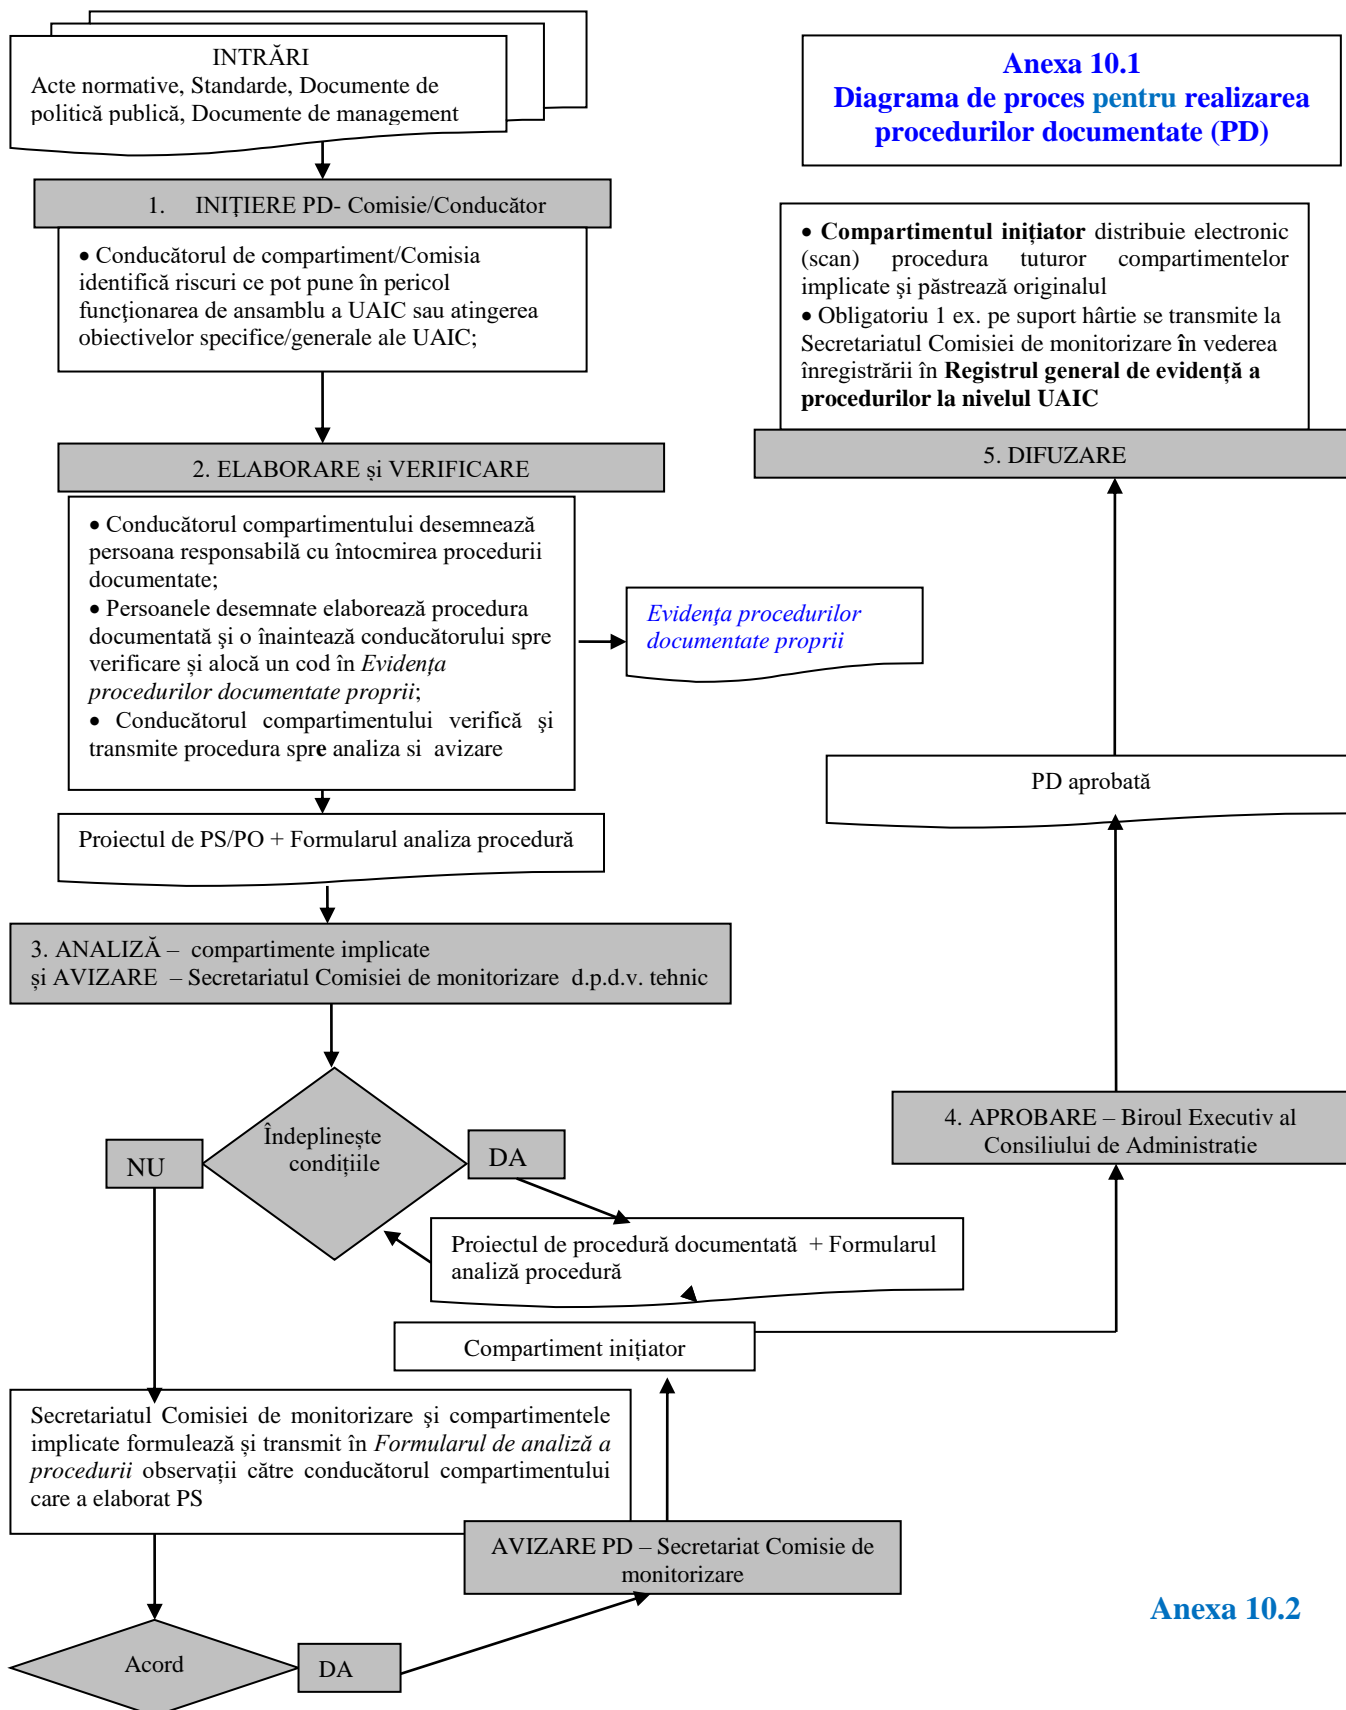 INTRĂRI
Acte normative, Standarde, Documente de
politică publică, Documente de management
Anexa 10.1
Diagrama de proces pentru realizarea
procedurilor documentate (PD)
1. INIȚIERE PD- Comisie/Conducător
• Conducătorul de compartiment/Comisia
identifică riscuri ce pot pune în pericol
funcţionarea de ansamblu a UAIC sau atingerea
obiectivelor specifice/generale ale UAIC;
2. ELABORARE și VERIFICARE
• Conducătorul compartimentului desemnează
persoana responsabilă cu întocmirea procedurii
documentate;
• Persoanele desemnate elaborează procedura
documentată şi o înaintează conducătorului spre
verificare și alocă un cod în Evidența
procedurilor documentate proprii;
• Conducătorul compartimentului verifică şi
transmite procedura spre analiza si avizare
Evidenţa procedurilor
documentate proprii
Proiectul de PS/PO + Formularul analiza procedură
3. ANALIZĂ – compartimente implicate
și AVIZARE – Secretariatul Comisiei de monitorizare d.p.d.v. tehnic
Îndeplinește
condițiile
NU
DA
Proiectul de procedură documentată + Formularul
analiză procedură
Compartiment inițiator
Secretariatul Comisiei de monitorizare şi compartimentele
implicate formulează și transmit în Formularul de analiză a
procedurii observații către conducătorul compartimentului
care a elaborat PS
AVIZARE PD – Secretariat Comisie de
monitorizare
Acord
DA
4. APROBARE – Biroul Executiv al
Consiliului de Administratie
PD aprobată
5. DIFUZARE
• Compartimentul inițiator distribuie electronic
(scan) procedura tuturor compartimentelor
implicate şi păstrează originalul
• Obligatoriu 1 ex. pe suport hârtie se transmite la
Secretariatul Comisiei de monitorizare în vederea
înregistrării în Registrul general de evidență a
procedurilor la nivelul UAIC
Anexa 10.2